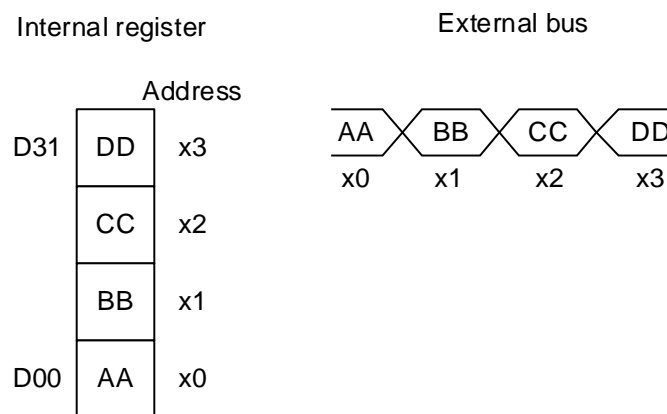 Internal register
External bus
Address
D31 DD x3
CC x2
BB x1
D00 AA x0
AA BB CC DD
x0 x1 x2 x3